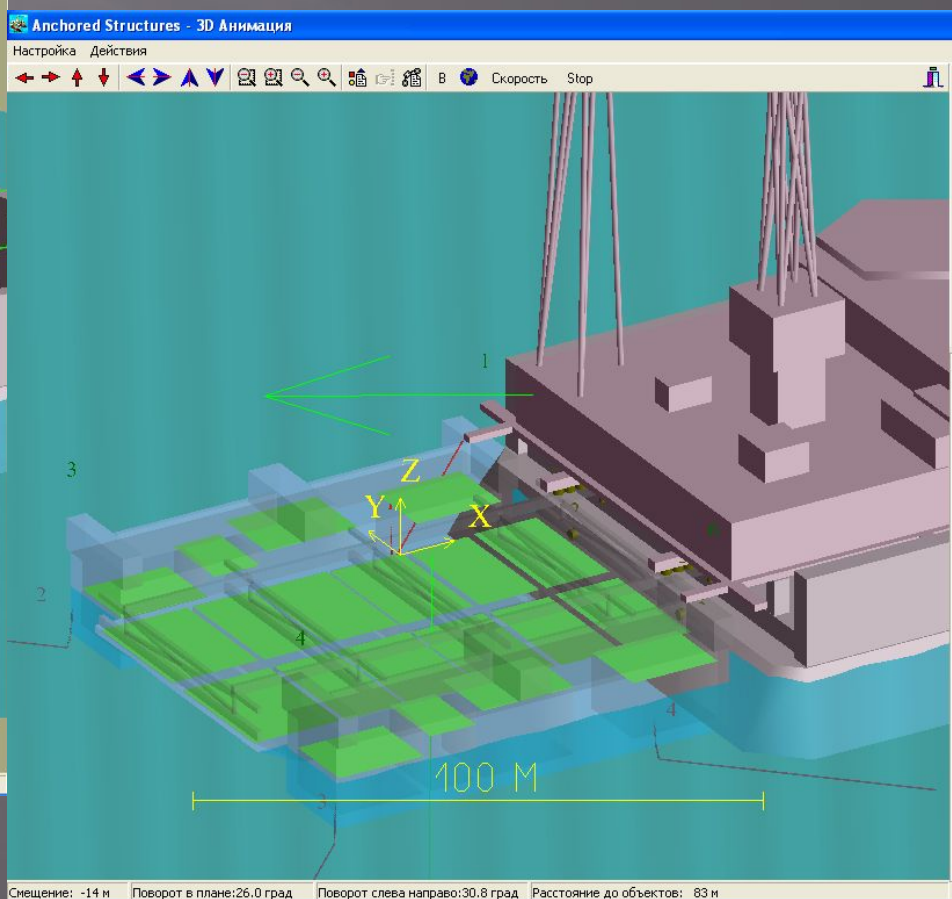 Anchored Structures - 3D Анимация
Настройка Действия
B Скорость Stop
1
3
Z
Y
X
2
2
4
4
3
100 M
Смещение: -14 м Поворот в плане:26.0 град Поворот слева направо:30.8 град Расстояние до объектов: 83 м